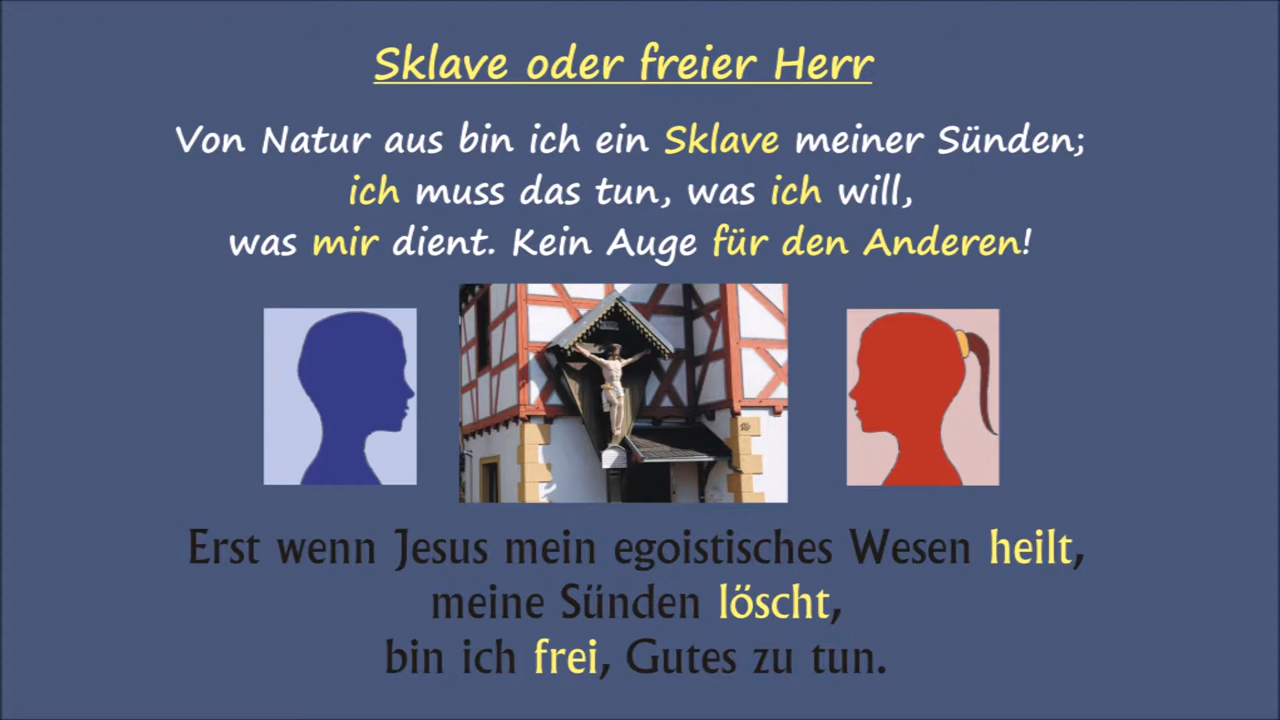 Sklave oder freier Herr
Von Natur aus bin ich ein Sklave meiner Sünden;
ich muss das tun, was ich will,
was mir dient. Kein Auge für den Anderen!
Erst wenn Jesus mein egoistisches Wesen heilt,
meine Sünden löscht,
bin ich frei, Gutes zu tun.